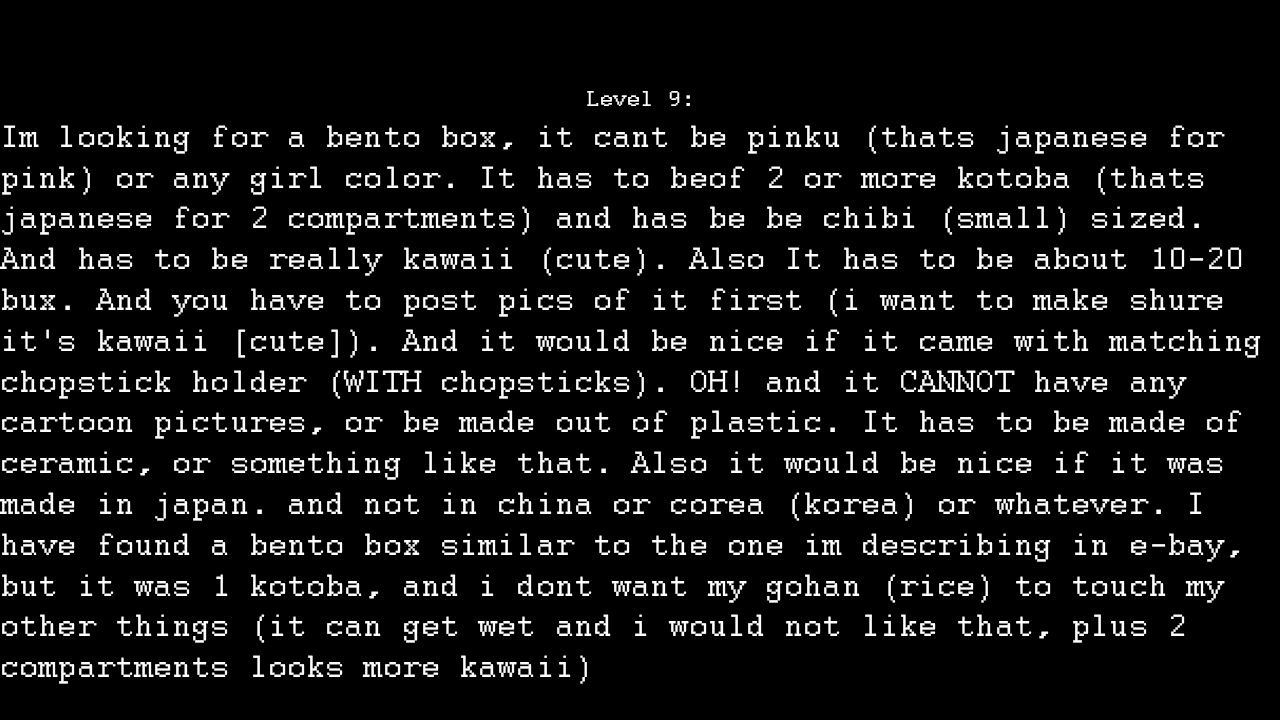 Level 9:
Im looking for a bento box, it cant be pinku (thats japanese for
pink) or any girl color. It has to beof 2 or more kotoba (thats
japanese for 2 compartments) and has be be chibi (small) sized.
And has to be really kawaii (cute). Also It has to be about 10-20
bux. And you have to post pics of it first (i want to make shure
it's kawaii [cute]). And it would be nice if it came with matching
chopstick holder (WITH chopsticks). OH! and it CANNOT have any
cartoon pictures, or be made out of plastic. It has to be made of
ceramic, or something like that. Also it would be nice if it was
made in japan. and not in china or corea (korea) or whatever. I
have found a bento box similar to the one im describing in e-bay,
but it was 1 kotoba, and i dont want my gohan (rice) to touch my
other things (it can get wet and i would not like that, plus 2
compartments looks more kawaii)